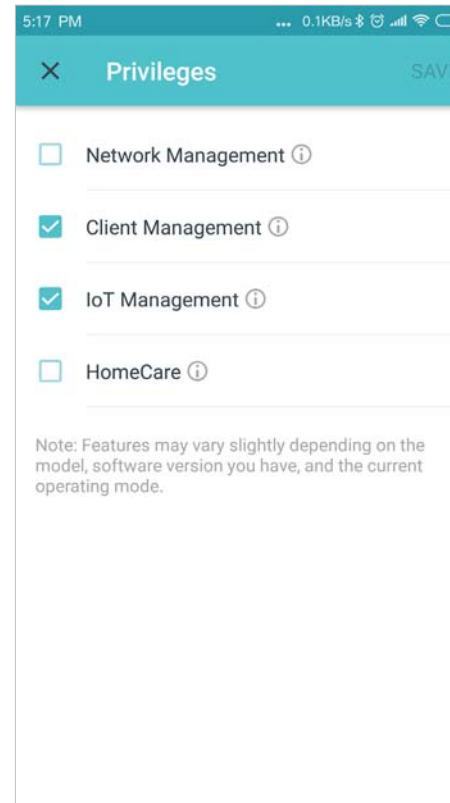 5:17 PM ... 0.1KB/s
Privileges SAV
Network Management
Client Management
IoT Management
HomeCare
Note: Features may vary slightly depending on the
model, software version you have, and the current
operating mode.